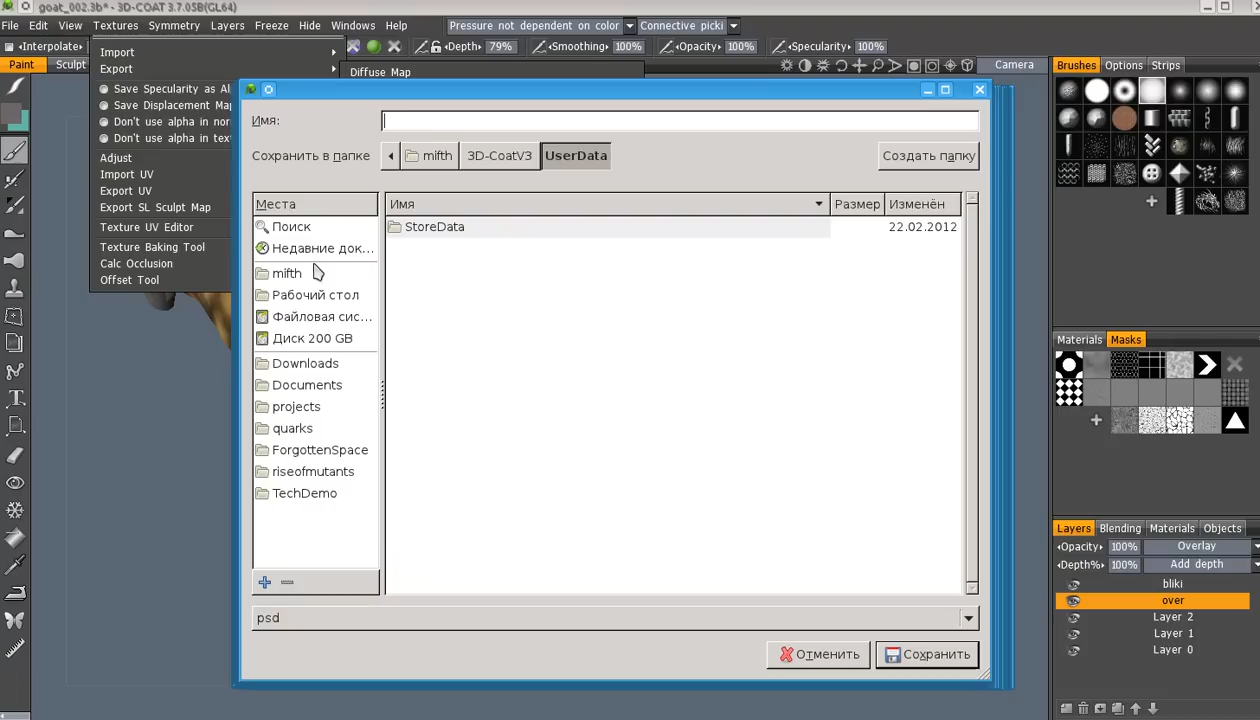 goat_002.3b* - 3D-COAT 3.7.05B(GL64)
File Edit View Textures Symmetry Layers Freeze Hide Windows Help Pressure not dependent on color Connective picki
Interpolate Depth: 79% Smoothing: 100% Opacity: 100% Specularity: 100%
Paint Sculpt Camera
Import
Export
Diffuse Map
Save Specularity as Al
Save Displacement Map
Don't use alpha in nor
Don't use alpha in tex
Adjust
Import UV
Export UV
Export SL Sculpt Map
Texture UV Editor
Texture Baking Tool
Calc Occlusion
Offset Tool
Имя:
Сохранить в папке mifth 3D-CoatV3 UserData Создать папку
Места Имя Размер Изменён
Поиск StoreData 22.02.2012
Недавние док...
mifth
Рабочий стол
Файловая сис...
Диск 200 GB
Downloads
Documents
projects
quarks
ForgottenSpace
riseofmutants
TechDemo
psd
Отменить Сохранить
Brushes Options Strips
Materials Masks
Layers Blending Materials Objects
Opacity 100% Overlay
Depth% 100% Add depth
bliki
over
Layer 2
Layer 1
Layer 0